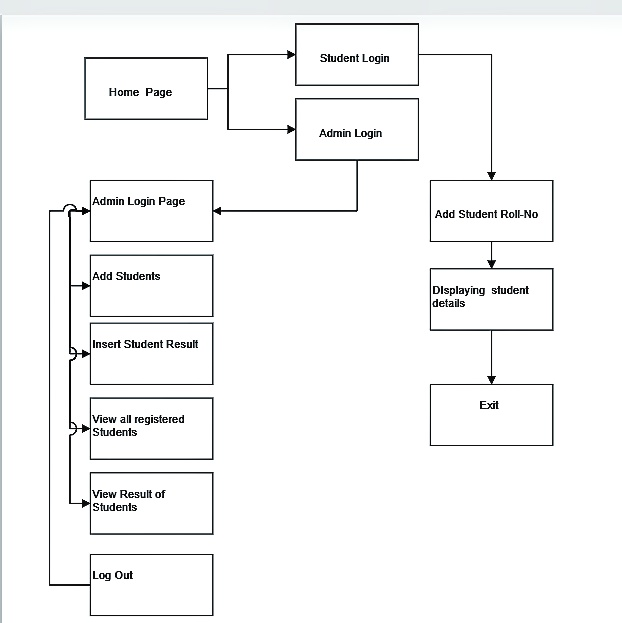 Student Login
Home Page
Admin Login
Admin Login Page
Add Student Roll-No
Add Students
DIsplaying student
details
Insert Student Result
Exit
View all registered
Students
View Result of
Students
Log Out